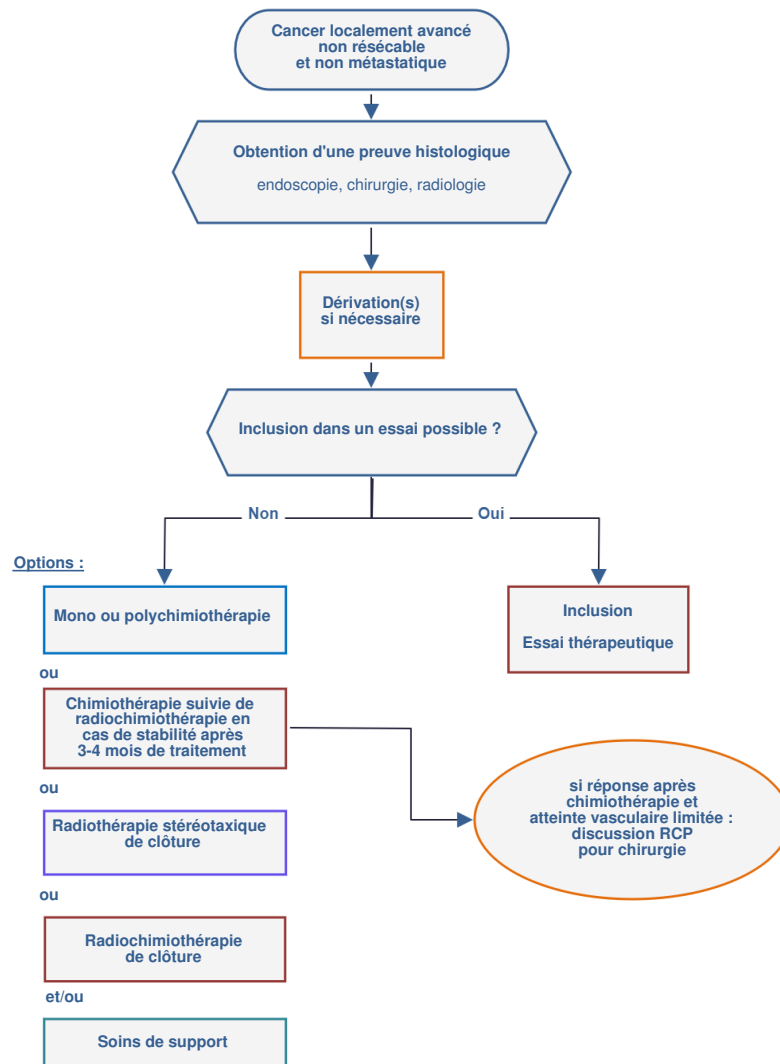 Cancer localement avancé
non résécable
et non métastatique
Obtention d'une preuve histologique
endoscopie, chirurgie, radiologie
Dérivation(s)
si nécessaire
Inclusion dans un essai possible ?
Non
Oui
Options :
Mono ou polychimiothérapie
Inclusion
Essai thérapeutique
ou
Chimiothérapie suivie de
radiochimiothérapie en
cas de stabilité après
3-4 mois de traitement
ou
si réponse après
chimiothérapie et
atteinte vasculaire limitée :
discussion RCP
pour chirurgie
Radiothérapie stéréotaxique
de clôture
ou
Radiochimiothérapie
de clôture
et/ou
Soins de support